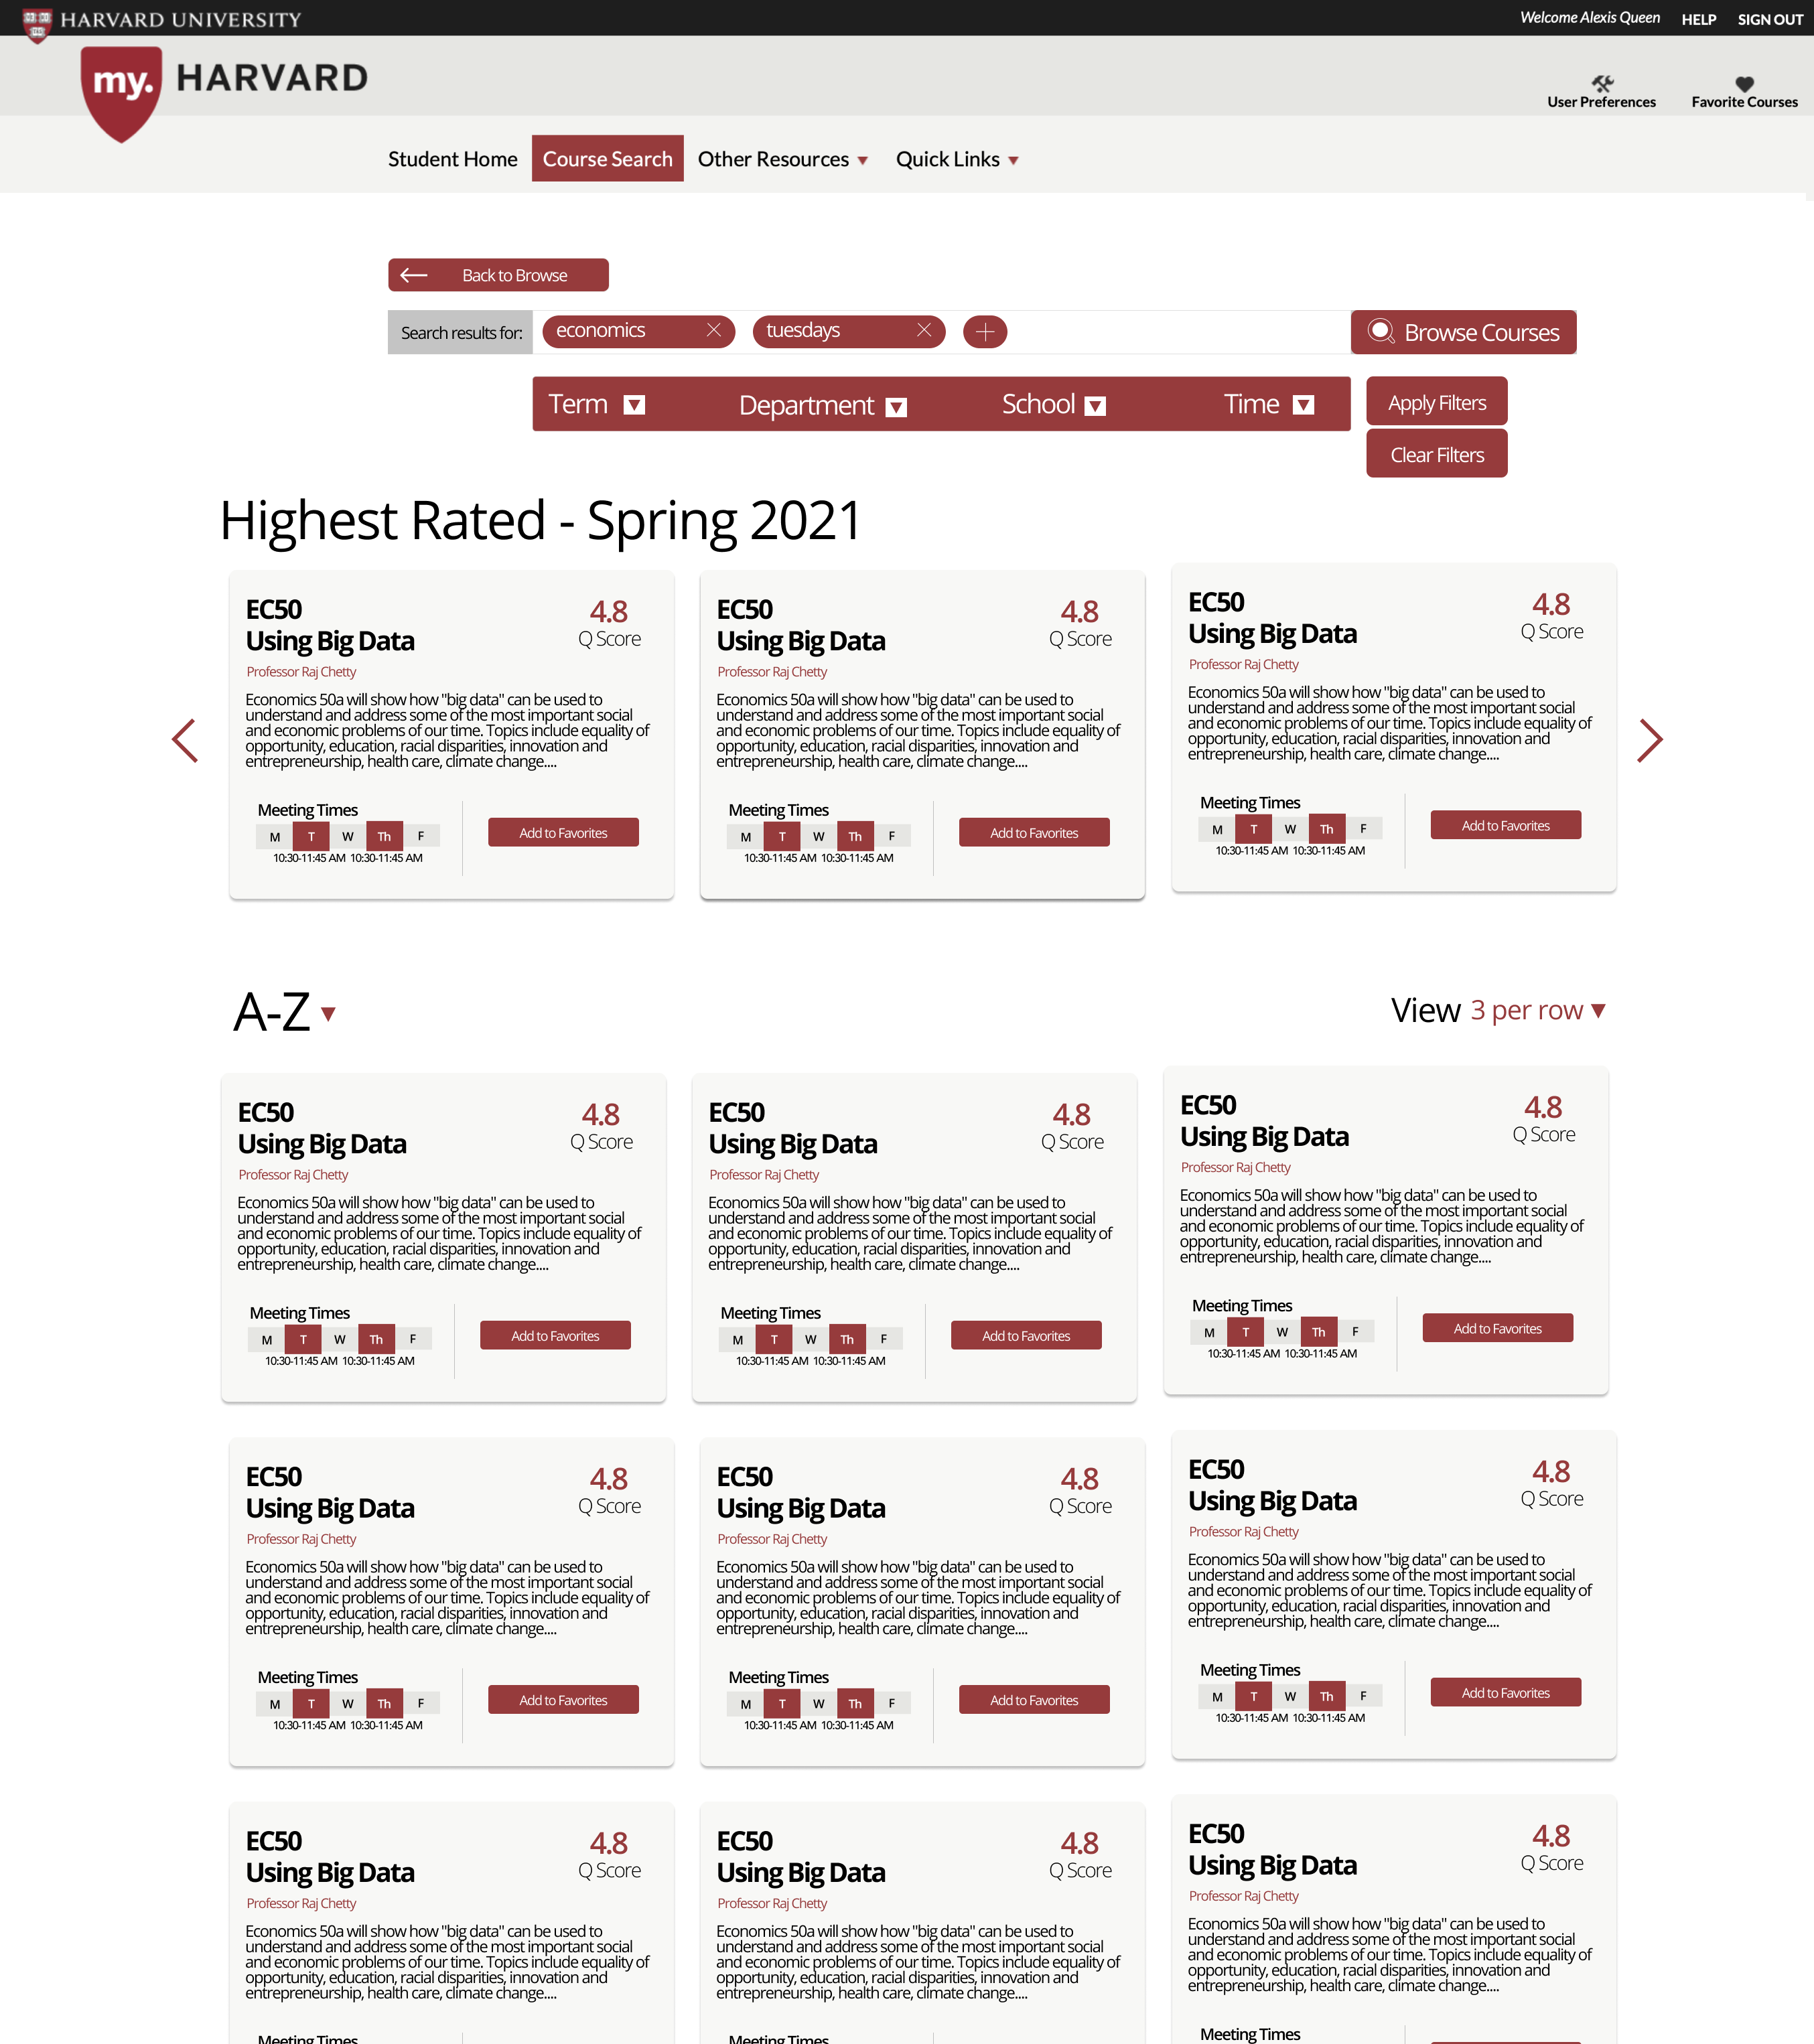 HARVARD UNIVERSITY
Welcome Alexis Queen HELP SIGN OUT
my. HARVARD
User Preferences Favorite Courses
Student Home Course Search Other Resources Quick Links
Back to Browse
Search results for: economics tuesdays Browse Courses
Term Department School Time Apply Filters
Clear Filters
Highest Rated - Spring 2021
EC50
Using Big Data
4.8
Q Score
Professor Raj Chetty
Economics 50a will show how "big data" can be used to
understand and address some of the most important social
and economic problems of our time. Topics include equality of
opportunity, education, racial disparities, innovation and
entrepreneurship, health care, climate change....
Meeting Times
M T W Th F
10:30-11:45 AM 10:30-11:45 AM
Add to Favorites
EC50
Using Big Data
4.8
Q Score
Professor Raj Chetty
Economics 50a will show how "big data" can be used to
understand and address some of the most important social
and economic problems of our time. Topics include equality of
opportunity, education, racial disparities, innovation and
entrepreneurship, health care, climate change....
Meeting Times
M T W Th F
10:30-11:45 AM 10:30-11:45 AM
Add to Favorites
EC50
Using Big Data
4.8
Q Score
Professor Raj Chetty
Economics 50a will show how "big data" can be used to
understand and address some of the most important social
and economic problems of our time. Topics include equality of
opportunity, education, racial disparities, innovation and
entrepreneurship, health care, climate change....
Meeting Times
M T W Th F
10:30-11:45 AM 10:30-11:45 AM
Add to Favorites
A-Z
View 3 per row
EC50
Using Big Data
4.8
Q Score
Professor Raj Chetty
Economics 50a will show how "big data" can be used to
understand and address some of the most important social
and economic problems of our time. Topics include equality of
opportunity, education, racial disparities, innovation and
entrepreneurship, health care, climate change....
Meeting Times
M T W Th F
10:30-11:45 AM 10:30-11:45 AM
Add to Favorites
EC50
Using Big Data
4.8
Q Score
Professor Raj Chetty
Economics 50a will show how "big data" can be used to
understand and address some of the most important social
and economic problems of our time. Topics include equality of
opportunity, education, racial disparities, innovation and
entrepreneurship, health care, climate change....
Meeting Times
M T W Th F
10:30-11:45 AM 10:30-11:45 AM
Add to Favorites
EC50
Using Big Data
4.8
Q Score
Professor Raj Chetty
Economics 50a will show how "big data" can be used to
understand and address some of the most important social
and economic problems of our time. Topics include equality of
opportunity, education, racial disparities, innovation and
entrepreneurship, health care, climate change....
Meeting Times
M T W Th F
10:30-11:45 AM 10:30-11:45 AM
Add to Favorites
EC50
Using Big Data
4.8
Q Score
Professor Raj Chetty
Economics 50a will show how "big data" can be used to
understand and address some of the most important social
and economic problems of our time. Topics include equality of
opportunity, education, racial disparities, innovation and
entrepreneurship, health care, climate change....
Meeting Times
M T W Th F
10:30-11:45 AM 10:30-11:45 AM
Add to Favorites
EC50
Using Big Data
4.8
Q Score
Professor Raj Chetty
Economics 50a will show how "big data" can be used to
understand and address some of the most important social
and economic problems of our time. Topics include equality of
opportunity, education, racial disparities, innovation and
entrepreneurship, health care, climate change....
Meeting Times
M T W Th F
10:30-11:45 AM 10:30-11:45 AM
Add to Favorites
EC50
Using Big Data
4.8
Q Score
Professor Raj Chetty
Economics 50a will show how "big data" can be used to
understand and address some of the most important social
and economic problems of our time. Topics include equality of
opportunity, education, racial disparities, innovation and
entrepreneurship, health care, climate change....
Meeting Times
M T W Th F
10:30-11:45 AM 10:30-11:45 AM
Add to Favorites
EC50
Using Big Data
4.8
Q Score
Professor Raj Chetty
Economics 50a will show how "big data" can be used to
understand and address some of the most important social
and economic problems of our time. Topics include equality of
opportunity, education, racial disparities, innovation and
entrepreneurship, health care, climate change....
Meeting Times
EC50
Using Big Data
4.8
Q Score
Professor Raj Chetty
Economics 50a will show how "big data" can be used to
understand and address some of the most important social
and economic problems of our time. Topics include equality of
opportunity, education, racial disparities, innovation and
entrepreneurship, health care, climate change....
Meeting Times
EC50
Using Big Data
4.8
Q Score
Professor Raj Chetty
Economics 50a will show how "big data" can be used to
understand and address some of the most important social
and economic problems of our time. Topics include equality of
opportunity, education, racial disparities, innovation and
entrepreneurship, health care, climate change....
Meeting Times